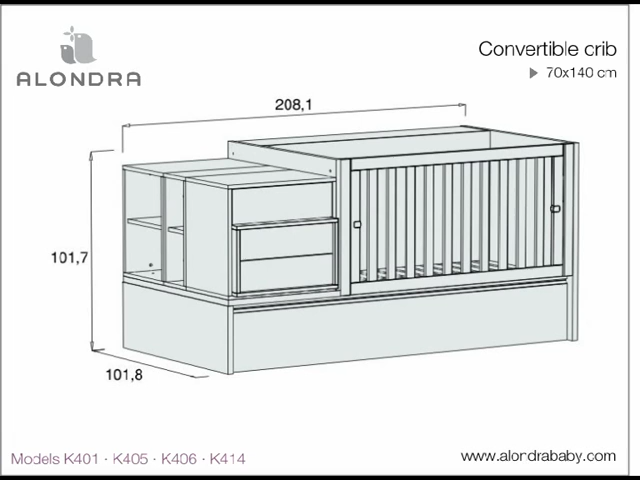 ALONDRA
Convertible crib
▶ 70x140 cm
208,1
101,7
101,8
Models K401 · K405 · K406 · K414
www.alondrababy.com